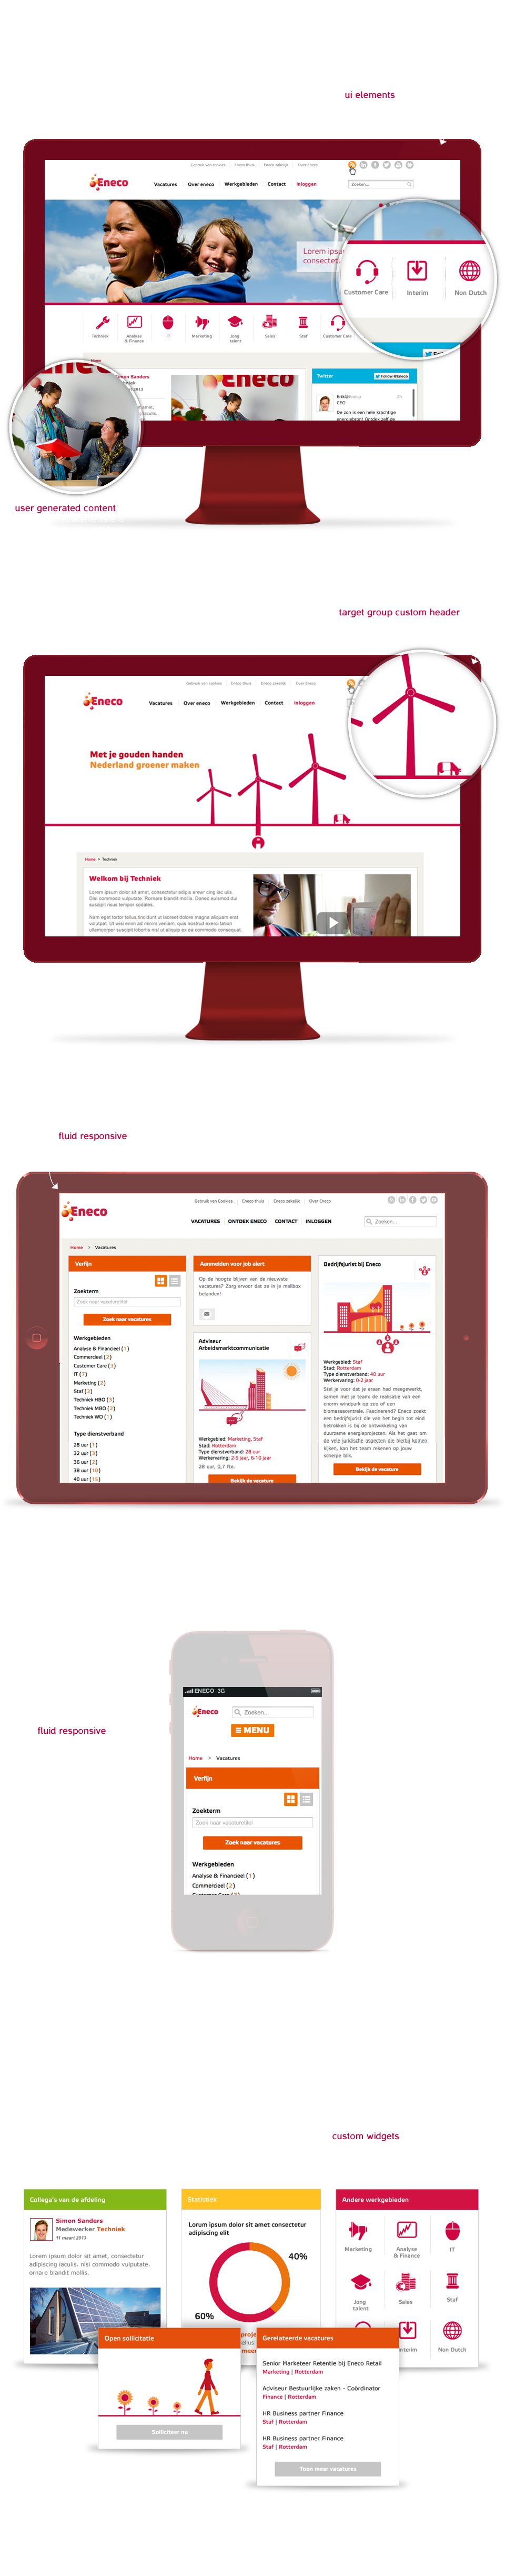 ui elements
Gebruik van cookies Eneco thuis Eneco zakelijk Over Eneco
Eneco
Vacatures Over eneco Werkgebieden Contact Inloggen
Zoeken...
Lorem ipsu
consectetu
Customer Care Interim Non Dutch
Techniek Analyse & Finance IT Marketing Jong talent Sales Staf Customer Care
Home
Simon Sanders
Twitter
Follow @Eneco
Erik@Eneco
CEO
De zon is een hele krachtige
energiebron! Ontdek zelf de
user generated content
target group custom header
Gebruik van cookies Eneco thuis Eneco zakelijk Over Eneco
Eneco
Vacatures Over eneco Werkgebieden Contact Inloggen
Met je gouden handen
Nederland groener maken
Home > Techniek
Welkom bij Techniek
Lorem ipsum dolor sit amet, consectetur adipis exerer cing iac ulis.
Disi commodo vulputate. Romare blandit mollis. Donec euismod dui
suscipit risus tempor sodales.
Nam eget tortor tellus.tincidunt ut laoreet dolore magna aliquam erat
volutpat. Ut wisi enim ad minim veniam, quis nostrud exerci tation
ullamcorper suscipit lobortis nisl ut aliquip ex ea commodo consequat.
fluid responsive
Gebruik van Cookies Eneco thuis Eneco zakelijk Over Eneco
Eneco
VACATURES ONTDEK ENECO CONTACT INLOGGEN
Zoeken...
Home > Vacatures
Verfijn
Zoekterm
Zoek naar vacaturetitel
Zoek naar vacatures
Werkgebieden
Analyse & Financieel (1)
Commercieel (2)
Customer Care (3)
IT (7)
Marketing (2)
Staf (3)
Techniek HBO (3)
Techniek MBO (2)
Techniek WO (1)
Type dienstverband
28 uur (1)
32 uur (3)
36 uur (2)
38 uur (10)
40 uur (15)
Aanmelden voor job alert
Op de hoogte blijven van de nieuwste
vacatures? Zorg ervoor dat ze in je mailbox
belanden!
Adviseur
Arbeidsmarktcommunicatie
Werkgebied: Marketing, Staf
Stad: Rotterdam
Type dienstverband: 28 uur
Werkervaring: 2-5 jaar, 6-10 jaar
28 uur, 0,7 fte.
Bekijk de vacature
Bedrijfsjurist bij Eneco
Werkgebied: Staf
Stad: Rotterdam
Type dienstverband: 40 uur
Werkervaring: 0-2 jaar
Stel je voor dat je eraan had meegewerkt,
samen met je team: de realisatie van een
enorm windpark op zee of een
biomassacentrale. Fascinerend? Eneco zoekt
een bedrijfsjurist die van het begin tot eind
betrokken is bij de ontwikkeling van
duurzame energieprojecten. Als het gaat om
de vele juridische aspecten die hierbij komen
kijken, kan het team rekenen op jouw
scherpe blik.
Bekijk de vacature
fluid responsive
ENECO 3G
Eneco
Zoeken...
MENU
Home > Vacatures
Verfijn
Zoekterm
Zoek naar vacaturetitel
Zoek naar vacatures
Werkgebieden
Analyse & Financieel (1)
Commercieel (2)
Customer Care (3)
custom widgets
Collega's van de afdeling
Simon Sanders
Medewerker Techniek
11 maart 2013
Lorem ipsum dolor sit amet, consectetur
adipiscing iaculis. nisi commodo vulputate.
ornare blandit mollis.
Statistiek
Lorum ipsum dolor sit amet consectetur
adipiscing elit
40%
60%
Andere werkgebieden
Marketing Analyse & Finance IT
Jong talent Sales Staf
Interim Non Dutch
Open sollicitatie
Solliciteer nu
Gerelateerde vacatures
Senior Marketeer Retentie bij Eneco Retail
Marketing | Rotterdam
Adviseur Bestuurlijke zaken - Coördinator
Finance | Rotterdam
HR Business partner Finance
Staf | Rotterdam
HR Business partner Finance
Staf | Rotterdam
Toon meer vacatures